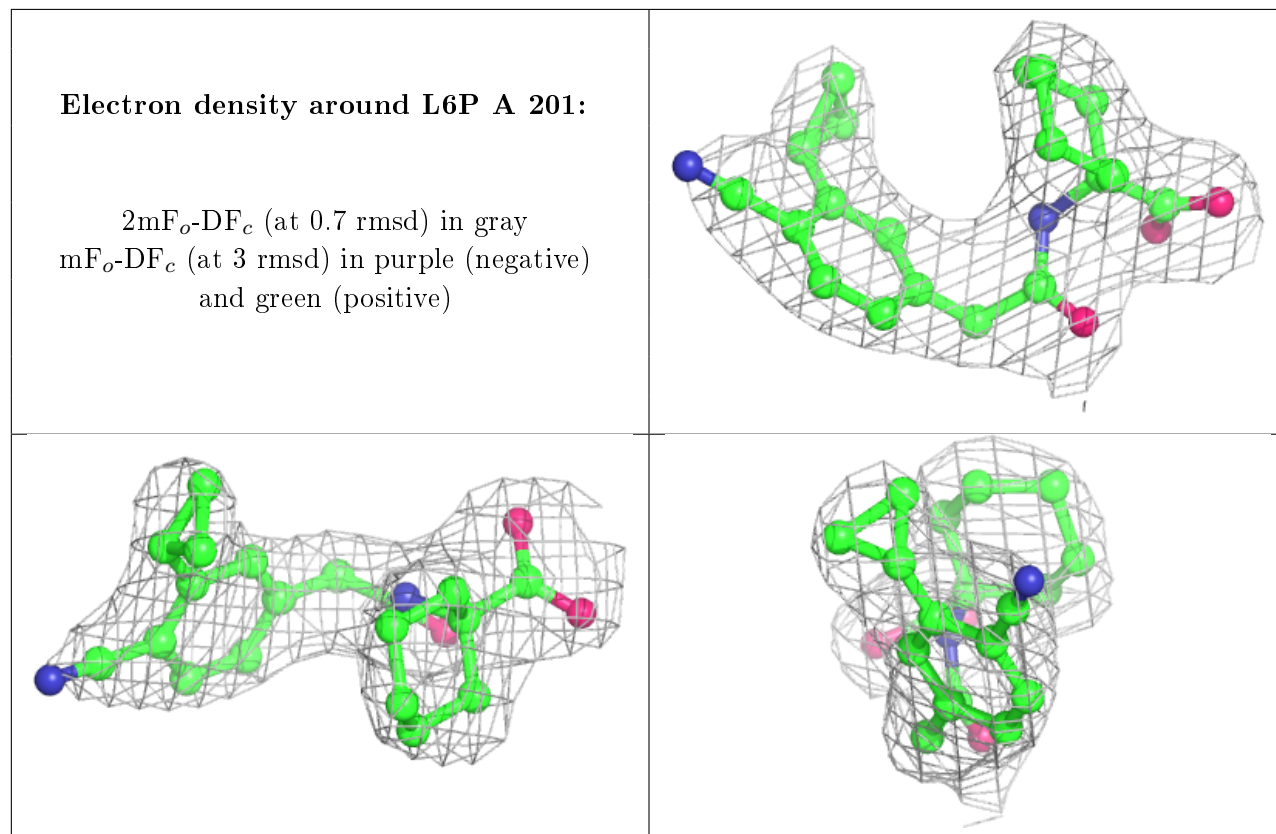 Electron density around L6P A 201:
2mFₒ-DF𝒸 (at 0.7 rmsd) in gray
mFₒ-DF𝒸 (at 3 rmsd) in purple (negative)
and green (positive)